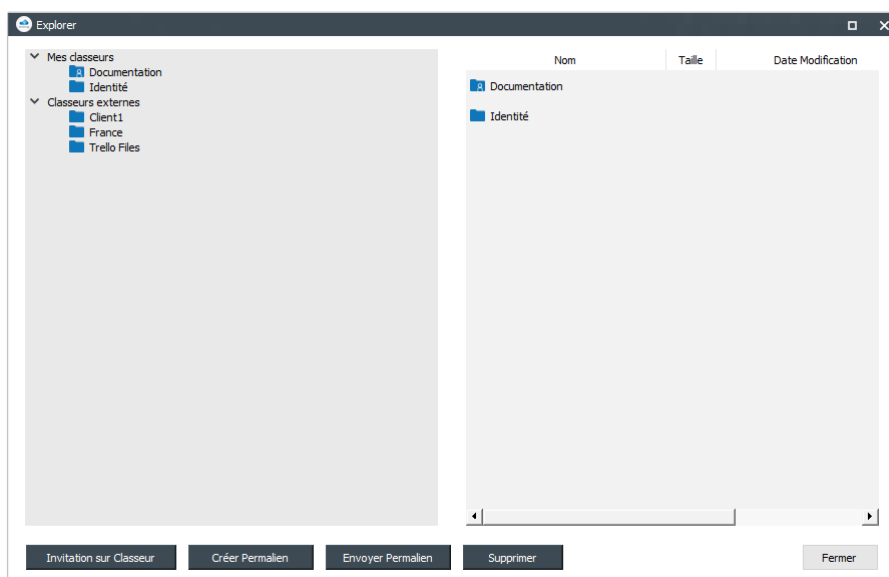 Explorer
Mes classeurs
Documentation
Identité
Classeurs externes
Client1
France
Trello Files
Nom Taille Date Modification
Documentation
Identité
Invitation sur Classeur Créer Permalien Envoyer Permalien Supprimer Fermer